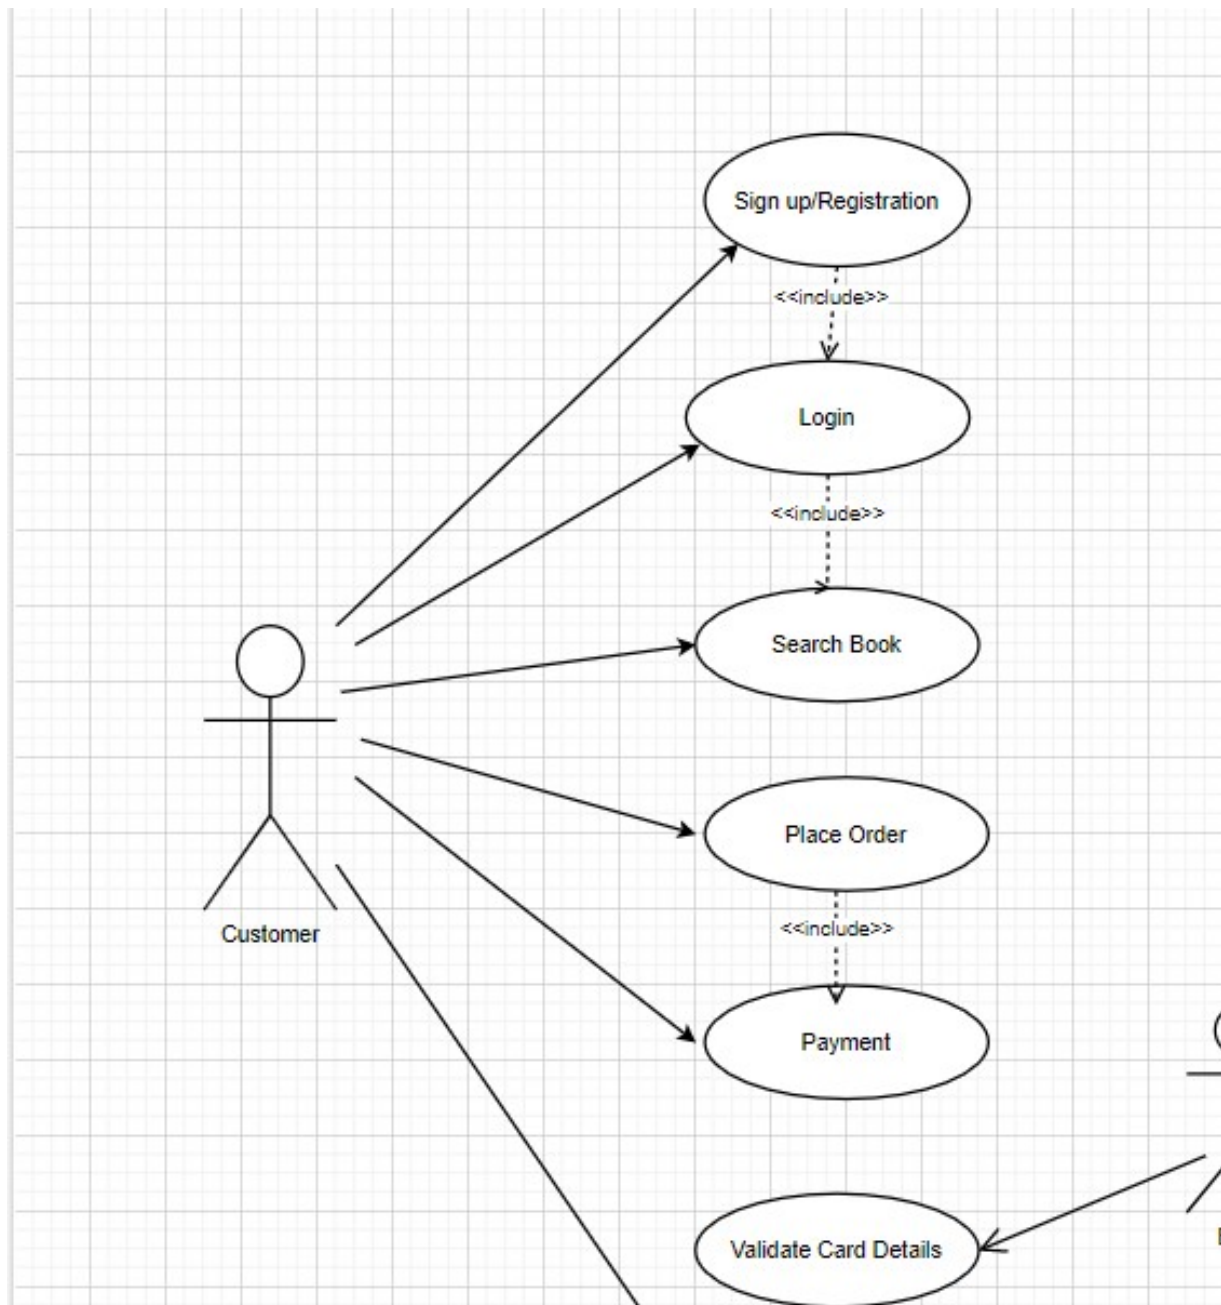 Sign up/Registration
<<include>>
Login
<<include>>
Search Book
Place Order
<<include>>
Customer
Payment
Validate Card Details